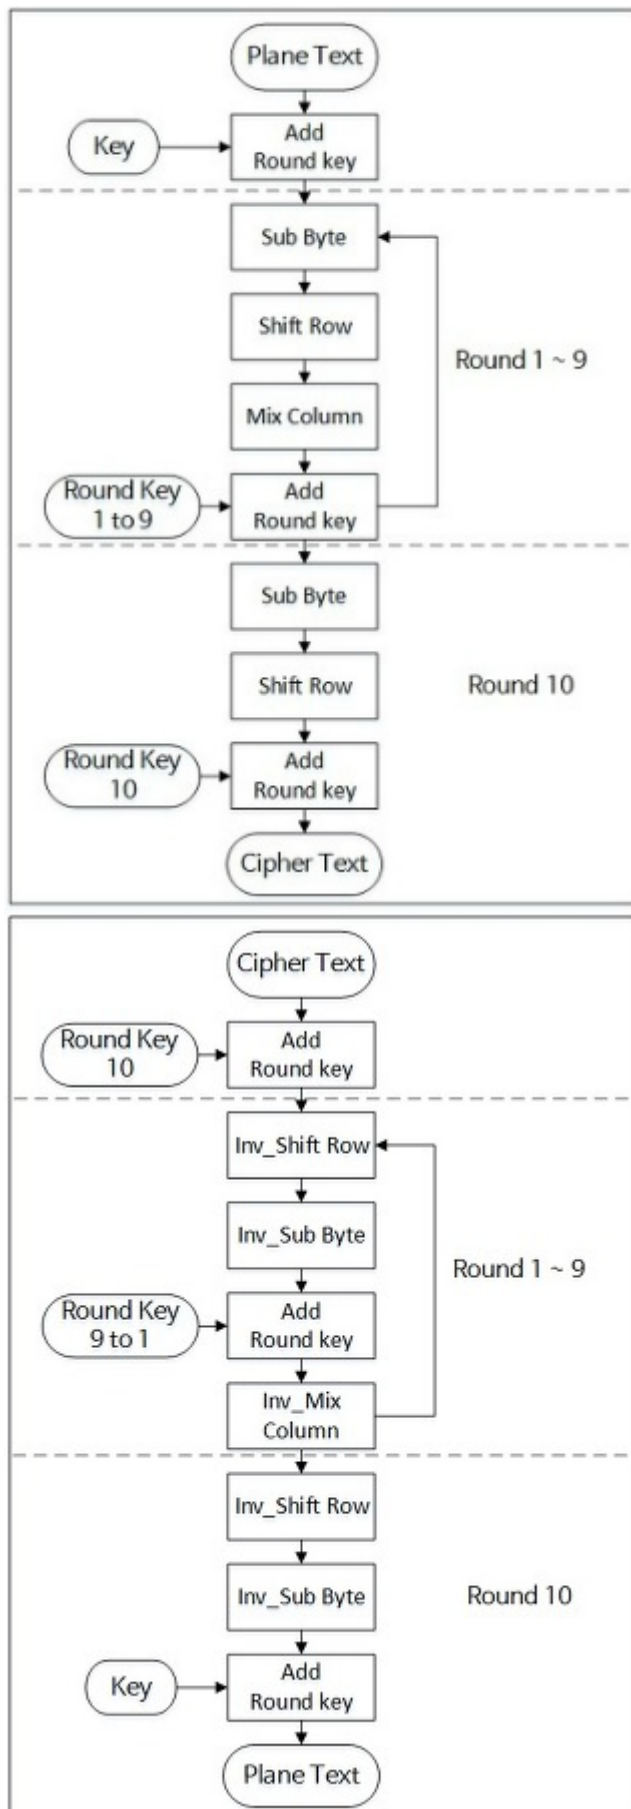 Plane Text
Key
Add
Round key
Sub Byte
Shift Row
Round 1 ~ 9
Mix Column
Round Key
1 to 9
Add
Round key
Sub Byte
Shift Row
Round 10
Round Key
10
Add
Round key
Cipher Text
Cipher Text
Round Key
10
Add
Round key
Inv_Shift Row
Inv_Sub Byte
Round 1 ~ 9
Round Key
9 to 1
Add
Round key
Inv_Mix
Column
Inv_Shift Row
Inv_Sub Byte
Round 10
Key
Add
Round key
Plane Text